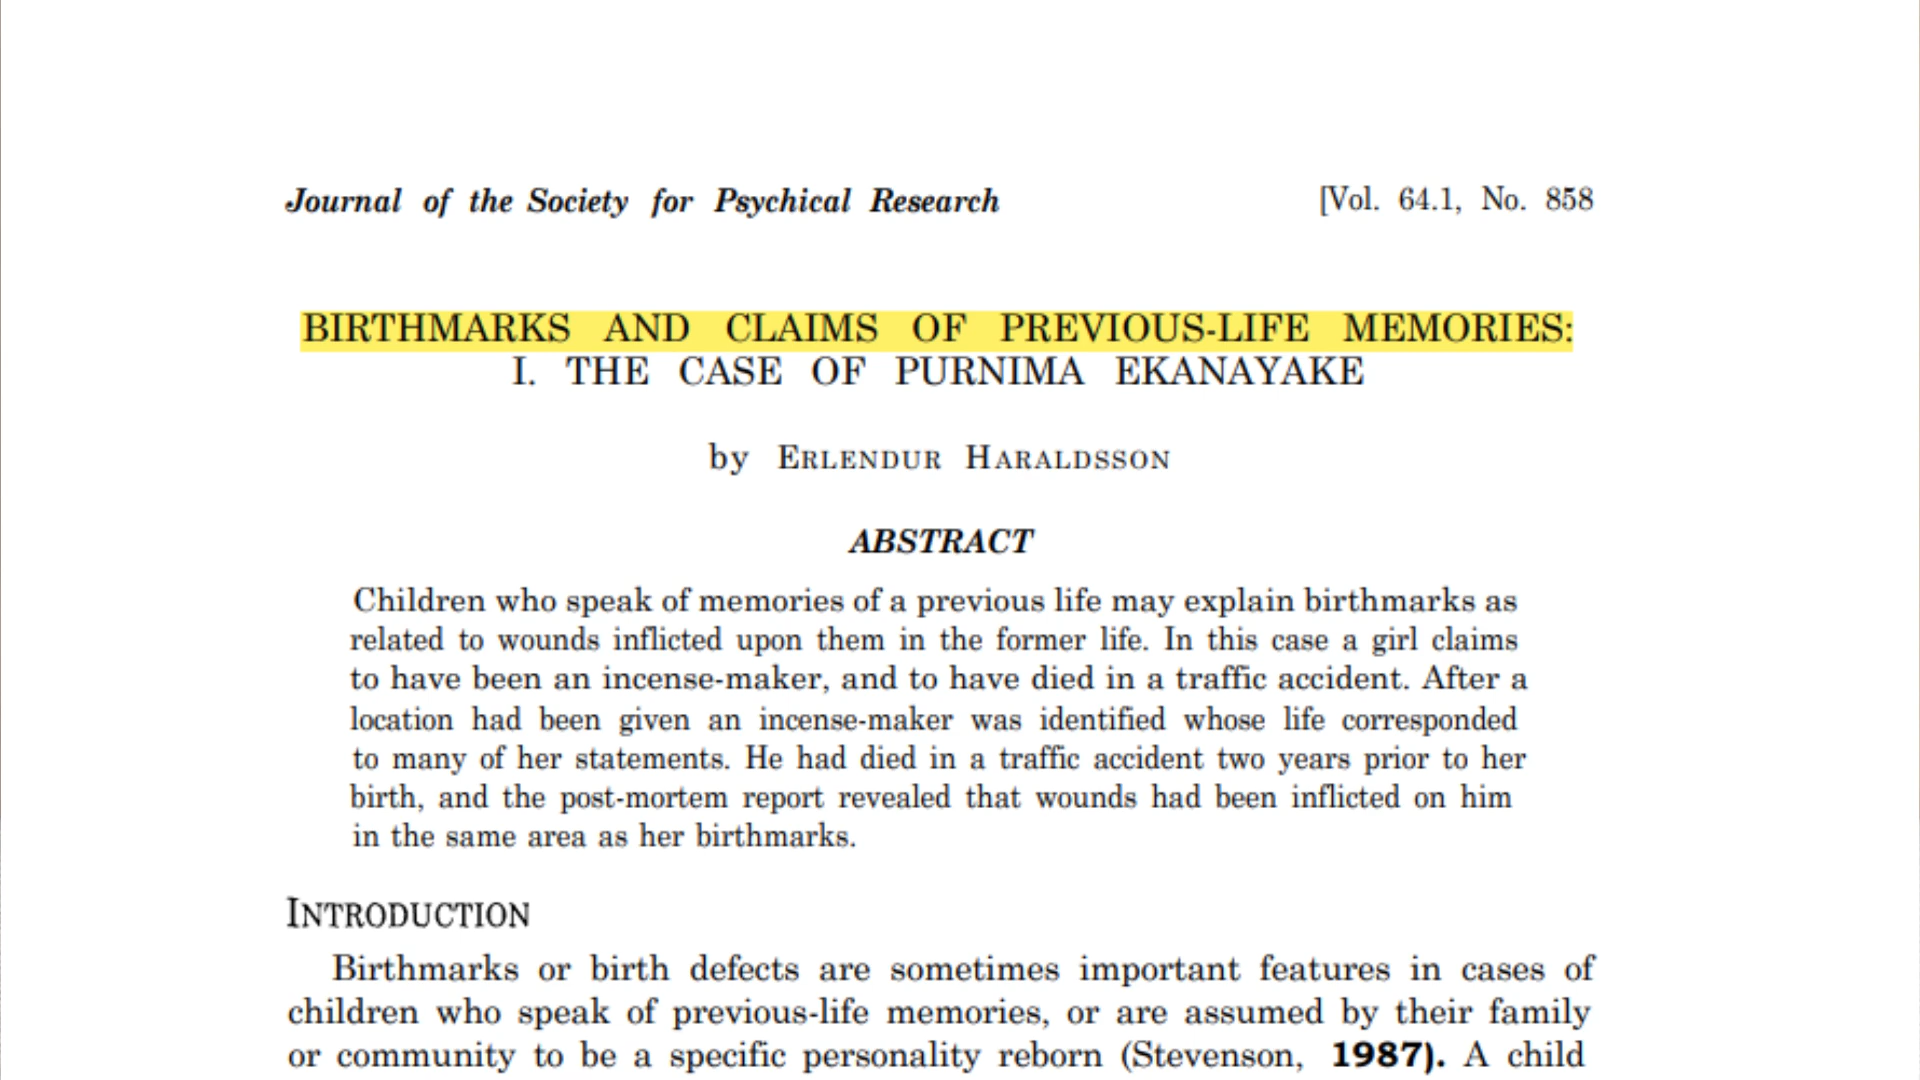 Journal of the Society for Psychical Research [Vol. 64.1, No. 858
BIRTHMARKS AND CLAIMS OF PREVIOUS-LIFE MEMORIES:
I. THE CASE OF PURNIMA EKANAYAKE
by ERLENDUR HARALDSSON
ABSTRACT
Children who speak of memories of a previous life may explain birthmarks as
related to wounds inflicted upon them in the former life. In this case a girl claims
to have been an incense-maker, and to have died in a traffic accident. After a
location had been given an incense-maker was identified whose life corresponded
to many of her statements. He had died in a traffic accident two years prior to her
birth, and the post-mortem report revealed that wounds had been inflicted on him
in the same area as her birthmarks.
INTRODUCTION
Birthmarks or birth defects are sometimes important features in cases of
children who speak of previous-life memories, or are assumed by their family
or community to be a specific personality reborn (Stevenson, 1987). A child